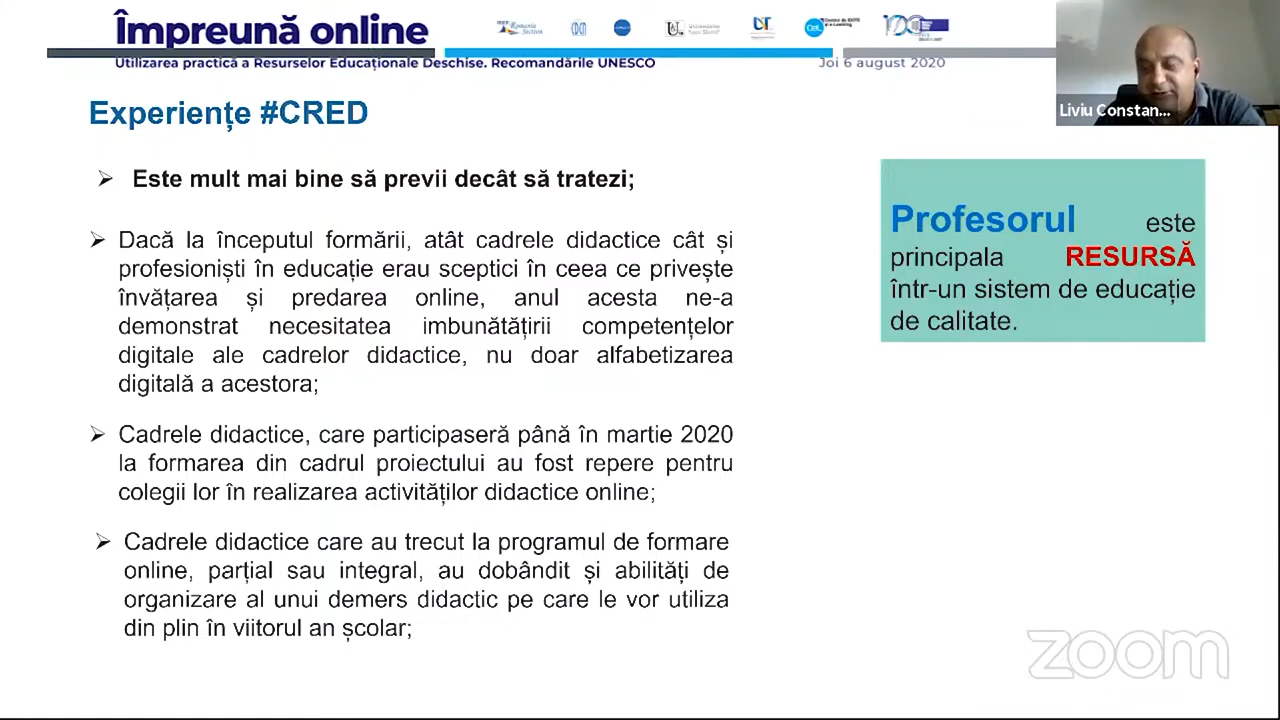 Împreună online
Utilizarea practică a Resurselor Educaționale Deschise. Recomandările UNESCO
Joi 6 august 2020
Liviu Constan...
Experiențe #CRED
➢ Este mult mai bine să previi decât să tratezi;
➢ Dacă la începutul formării, atât cadrele didactice cât și
profesioniști în educație erau sceptici în ceea ce privește
învățarea și predarea online, anul acesta ne-a
demonstrat necesitatea imbunătățirii competențelor
digitale ale cadrelor didactice, nu doar alfabetizarea
digitală a acestora;
➢ Cadrele didactice, care participaseră până în martie 2020
la formarea din cadrul proiectului au fost repere pentru
colegii lor în realizarea activităților didactice online;
➢ Cadrele didactice care au trecut la programul de formare
online, parțial sau integral, au dobândit și abilități de
organizare al unui demers didactic pe care le vor utiliza
din plin în viitorul an școlar;
Profesorul este
principala RESURSĂ
într-un sistem de educație
de calitate.
zoom